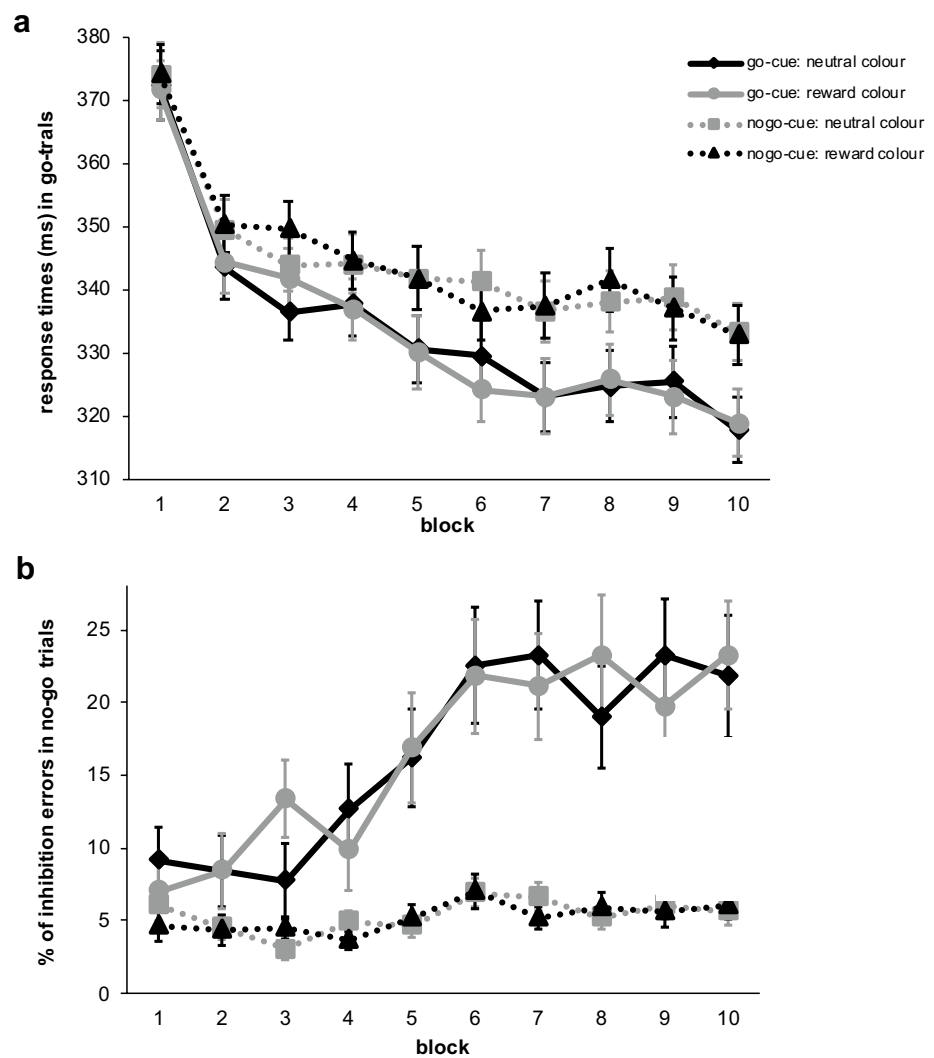 a
380
370
360
350
340
330
320
310
response times (ms) in go-trals
1 2 3 4 5 6 7 8 9 10
block
go-cue: neutral colour
go-cue: reward colour
nogo-cue: neutral colour
nogo-cue: reward colour
b
25
20
15
10
5
0
% of inhibition errors in no-go trials
1 2 3 4 5 6 7 8 9 10
block